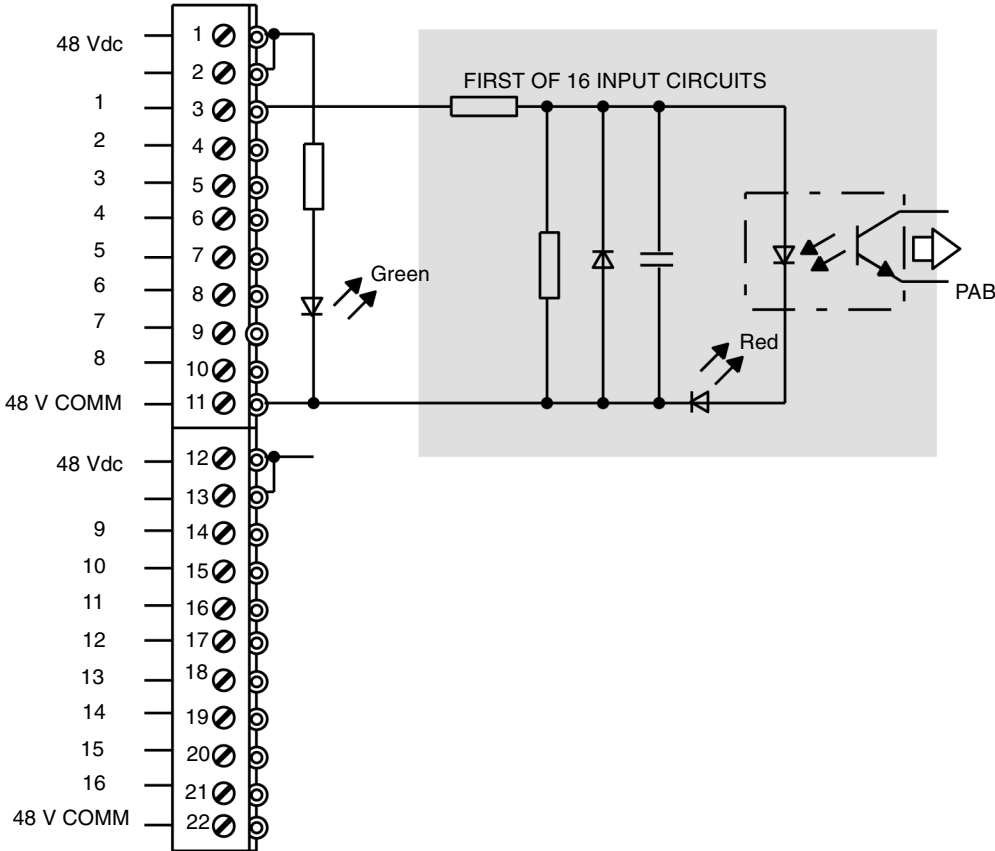 48 Vdc 1
2
1 3
2 4
3 5
4 6
5 7
6 8
7 9
8 10
48 V COMM 11
48 Vdc 12
13
9 14
10 15
11 16
12 17
13 18
14 19
15 20
16 21
48 V COMM 22
FIRST OF 16 INPUT CIRCUITS
Green
Red
PAB